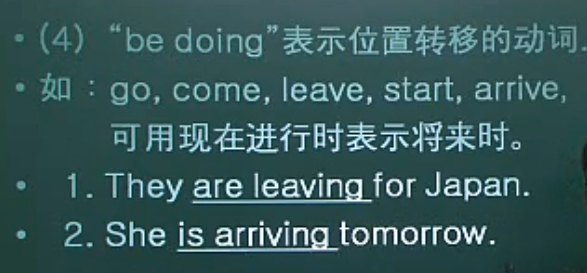 • (4) “be doing”表示位置转移的动词.
• 如：go, come, leave, start, arrive,
可用现在进行时表示将来时。
• 1. They are leaving for Japan.
• 2. She is arriving tomorrow.